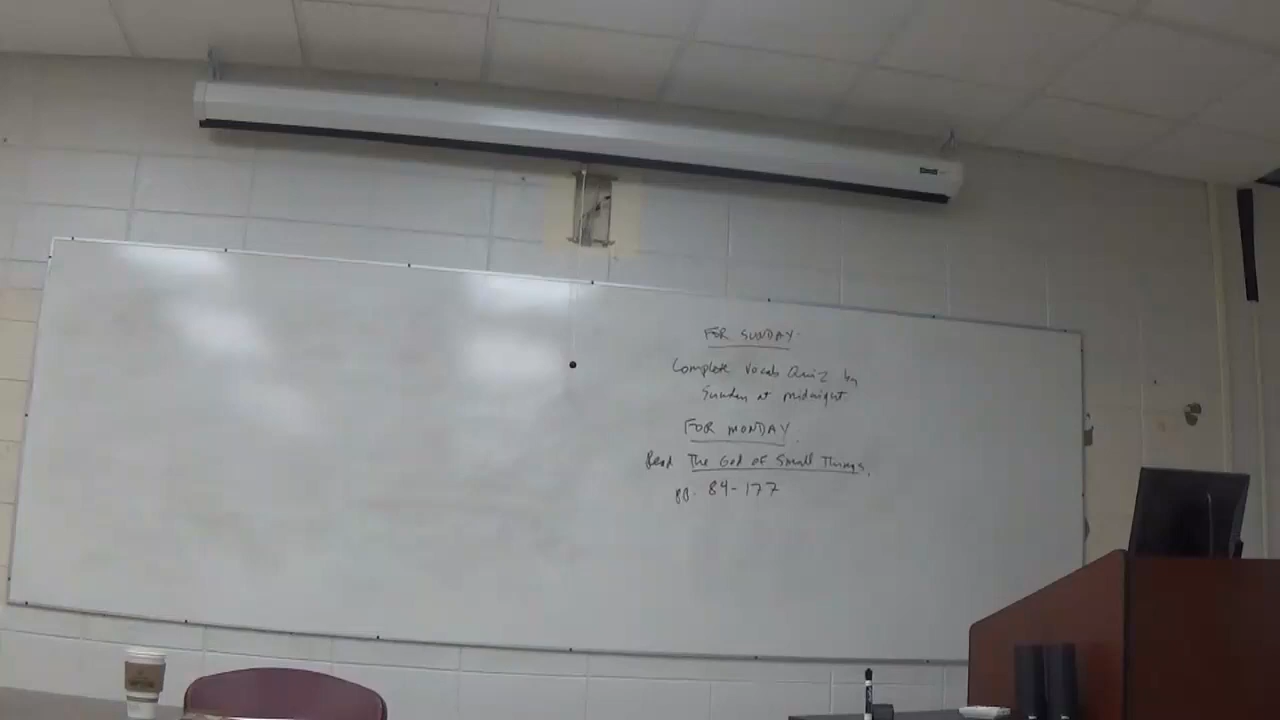 FOR SUNDAY
Complete Vocab Quiz by
Sunday at midnight
FOR MONDAY
Read The God of Small Things,
pp. 84-177